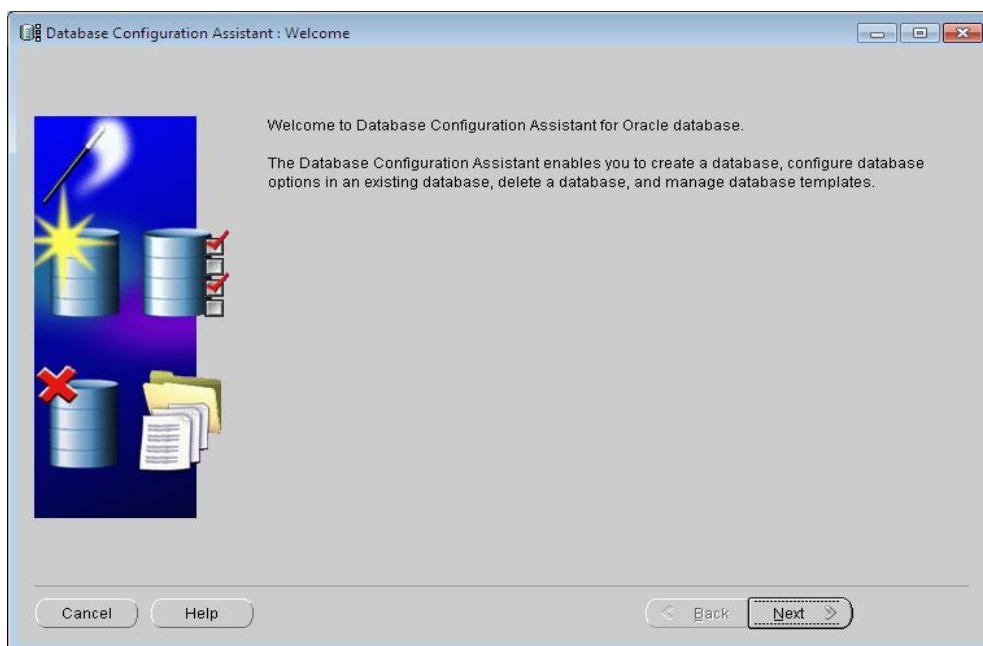 Database Configuration Assistant : Welcome
Welcome to Database Configuration Assistant for Oracle database.
The Database Configuration Assistant enables you to create a database, configure database
options in an existing database, delete a database, and manage database templates.
Cancel
Help
Back
Next